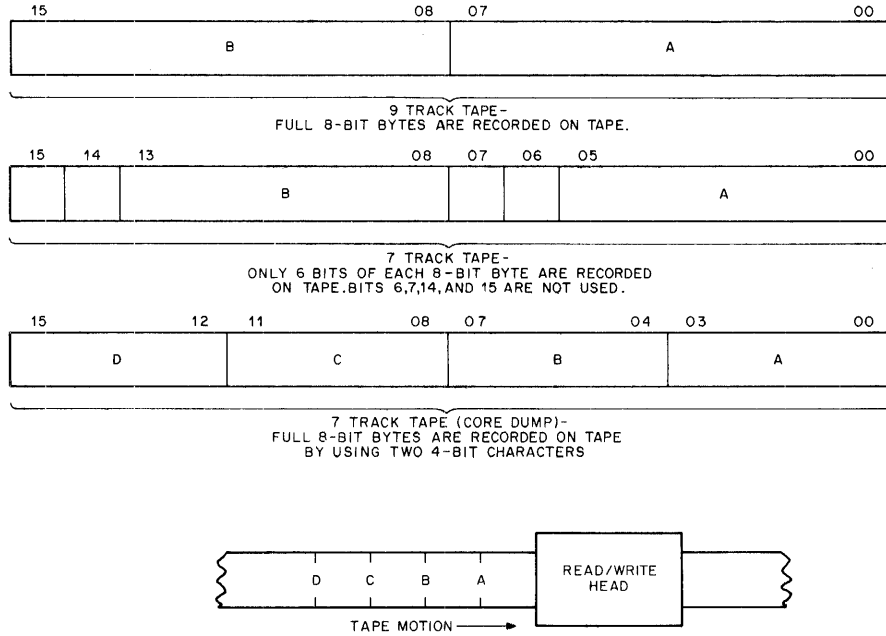 15 08 07 00
B A
9 TRACK TAPE-
FULL 8-BIT BYTES ARE RECORDED ON TAPE.
15 14 13 08 07 06 05 00
B A
7 TRACK TAPE-
ONLY 6 BITS OF EACH 8-BIT BYTE ARE RECORDED
ON TAPE.BITS 6,7,14,AND 15 ARE NOT USED.
15 12 11 08 07 04 03 00
D C B A
7 TRACK TAPE (CORE DUMP)-
FULL 8-BIT BYTES ARE RECORDED ON TAPE
BY USING TWO 4-BIT CHARACTERS
D C B A READ/WRITE
HEAD
TAPE MOTION